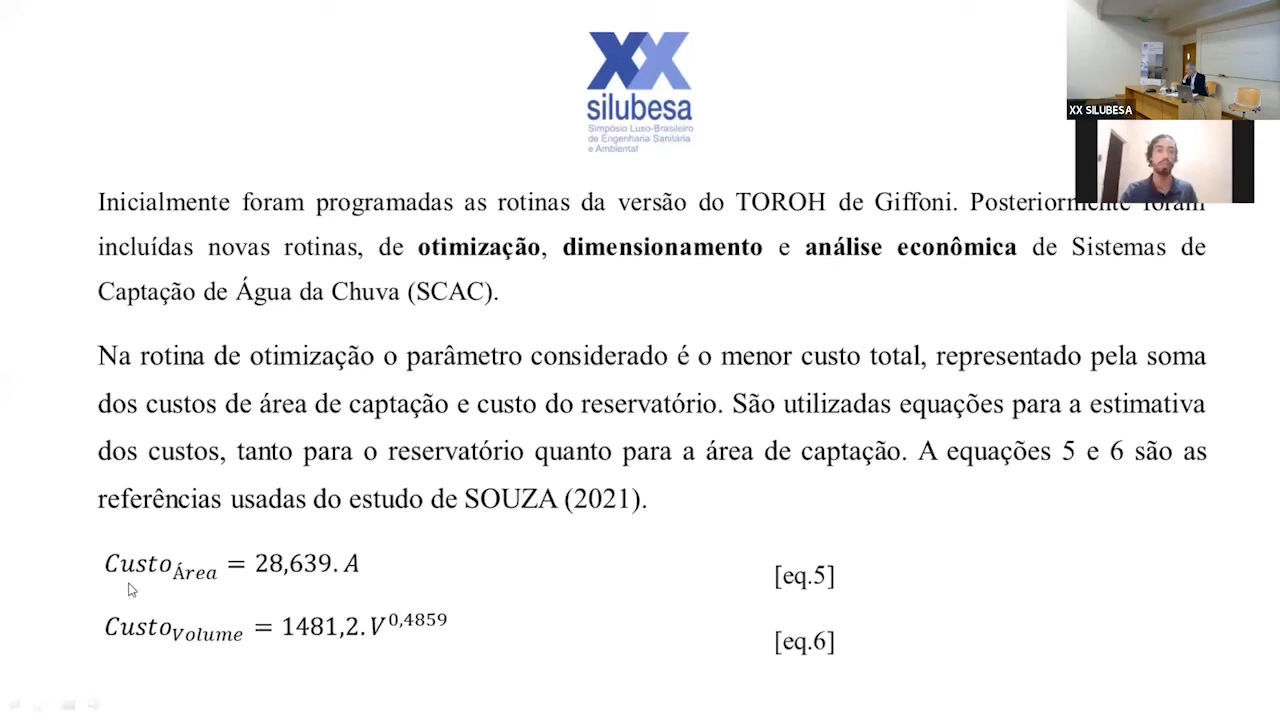 XX
silubesa
Simpósio Luso-Brasileiro
de Engenharia Sanitária
e Ambiental
XX SILUBESA
Inicialmente foram programadas as rotinas da versão do TOROH de Giffoni. Posteriormente foram
incluídas novas rotinas, de otimização, dimensionamento e análise econômica de Sistemas de
Captação de Água da Chuva (SCAC).
Na rotina de otimização o parâmetro considerado é o menor custo total, representado pela soma
dos custos de área de captação e custo do reservatório. São utilizadas equações para a estimativa
dos custos, tanto para o reservatório quanto para a área de captação. A equações 5 e 6 são as
referências usadas do estudo de SOUZA (2021).
Custo_Área = 28,639. A [eq.5]
Custo_Volume = 1481,2. V^0,4859 [eq.6]